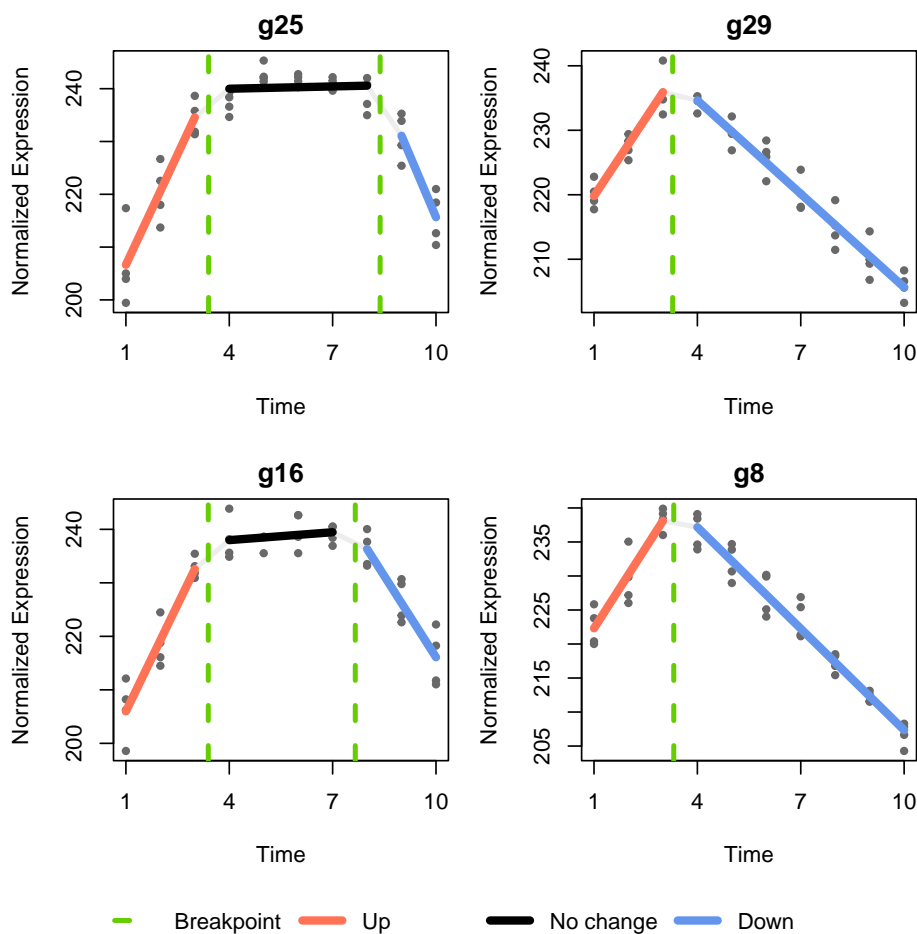 g25
Normalized Expression
200
220
240
1 4 7 10
Time
g29
Normalized Expression
210
220
230
240
1 4 7 10
Time
g16
Normalized Expression
200
220
240
1 4 7 10
Time
g8
Normalized Expression
205
215
225
235
1 4 7 10
Time
Breakpoint Up No change Down